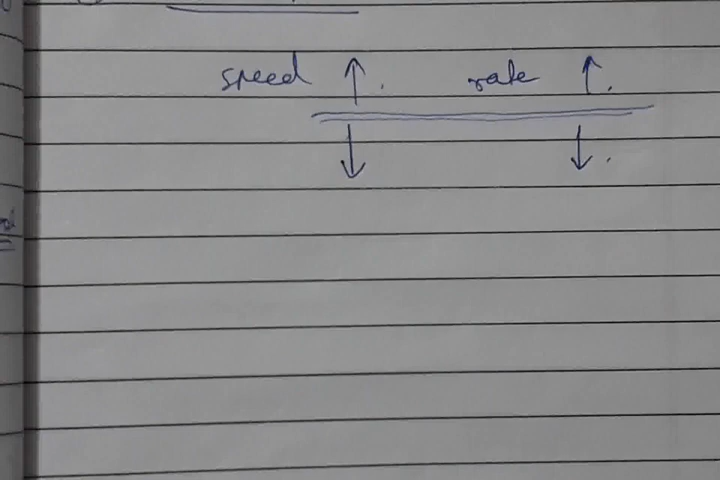 speed ↑. rate ↑.
↓ ↓.